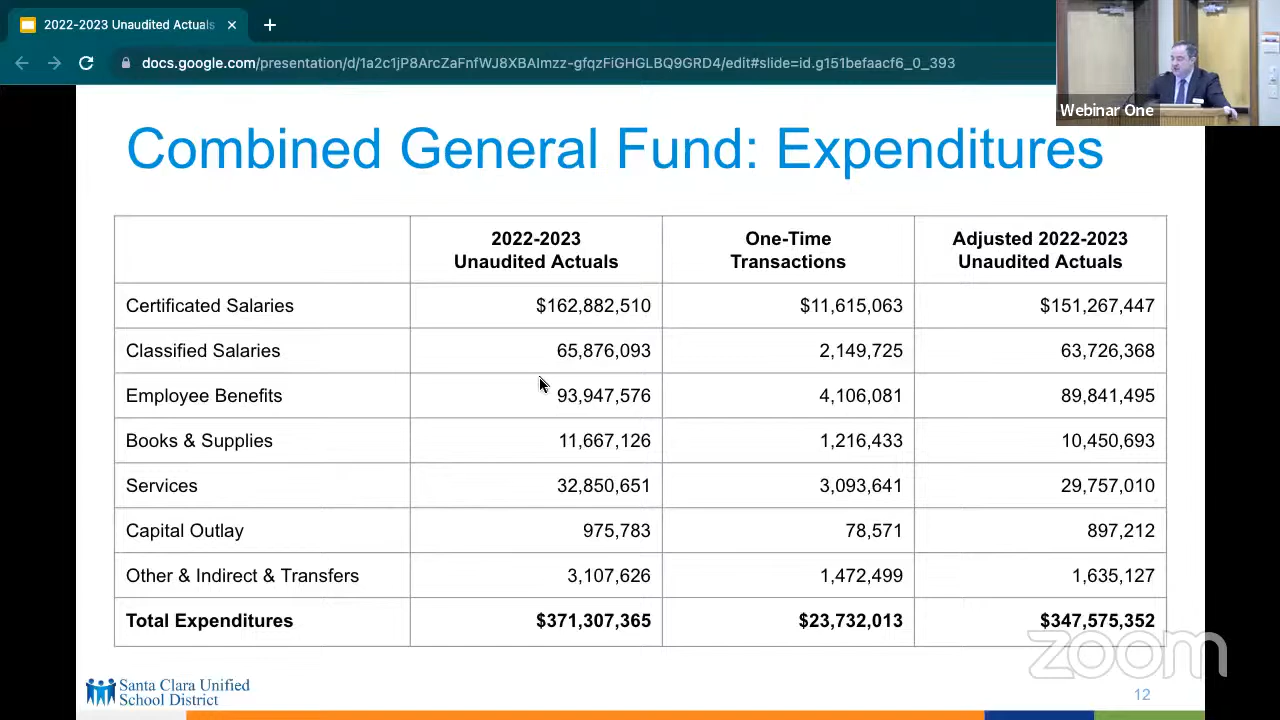 2022-2023 Unaudited Actuals
docs.google.com/presentation/d/1a2c1jP8ArcZaFnfWJ8XBAImzz-gfqzFiGHGLBQ9GRD4/edit#slide=id.g151befaacf6_0_393
Webinar One
Combined General Fund: Expenditures
2022-2023 One-Time Adjusted 2022-2023
Unaudited Actuals Transactions Unaudited Actuals
Certificated Salaries $162,882,510 $11,615,063 $151,267,447
Classified Salaries 65,876,093 2,149,725 63,726,368
Employee Benefits 93,947,576 4,106,081 89,841,495
Books & Supplies 11,667,126 1,216,433 10,450,693
Services 32,850,651 3,093,641 29,757,010
Capital Outlay 975,783 78,571 897,212
Other & Indirect & Transfers 3,107,626 1,472,499 1,635,127
Total Expenditures $371,307,365 $23,732,013 $347,575,352
zoom
Santa Clara Unified
School District
12